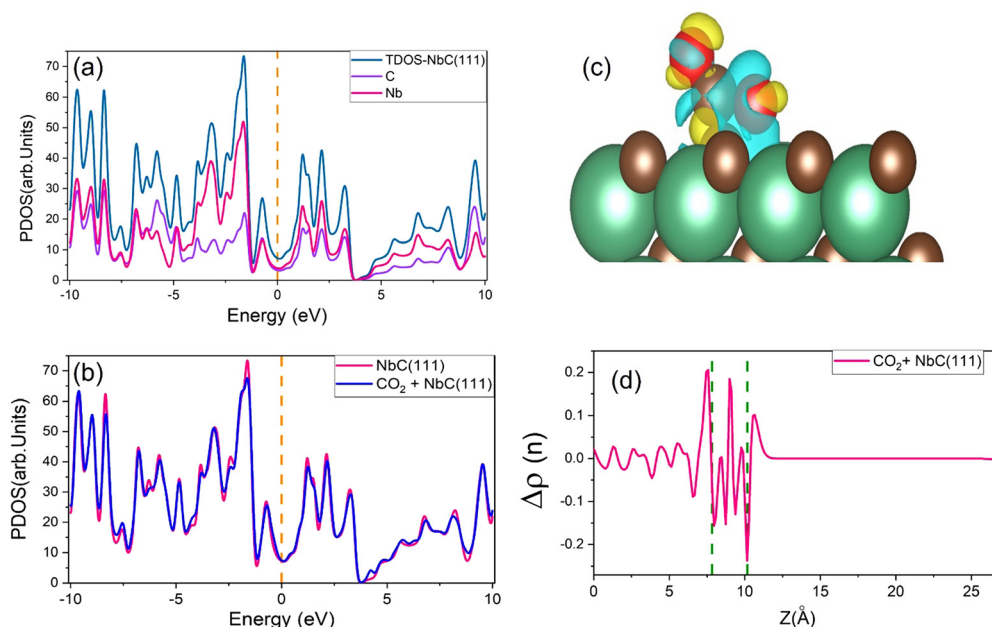 (a)
TDOS-NbC(111)
C
Nb
PDOS(arb.Units)
70
60
50
40
30
20
10
0
-10
-5
0
5
10
Energy (eV)
(b)
NbC(111)
CO₂ + NbC(111)
PDOS(arb.Units)
70
60
50
40
30
20
10
0
-10
-5
0
5
10
Energy (eV)
(c)
(d)
CO₂+ NbC(111)
Δρ (n)
0.2
0.1
0.0
-0.1
-0.2
0
5
10
15
20
25
Z(Å)